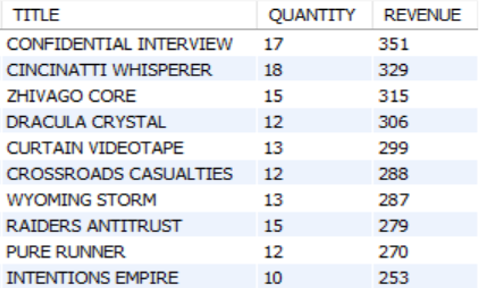 TITLE QUANTITY REVENUE
CONFIDENTIAL INTERVIEW 17 351
CINCINATTI WHISPERER 18 329
ZHIVAGO CORE 15 315
DRACULA CRYSTAL 12 306
CURTAIN VIDEOTAPE 13 299
CROSSROADS CASUALTIES 12 288
WYOMING STORM 13 287
RAIDERS ANTITRUST 15 279
PURE RUNNER 12 270
INTENTIONS EMPIRE 10 253